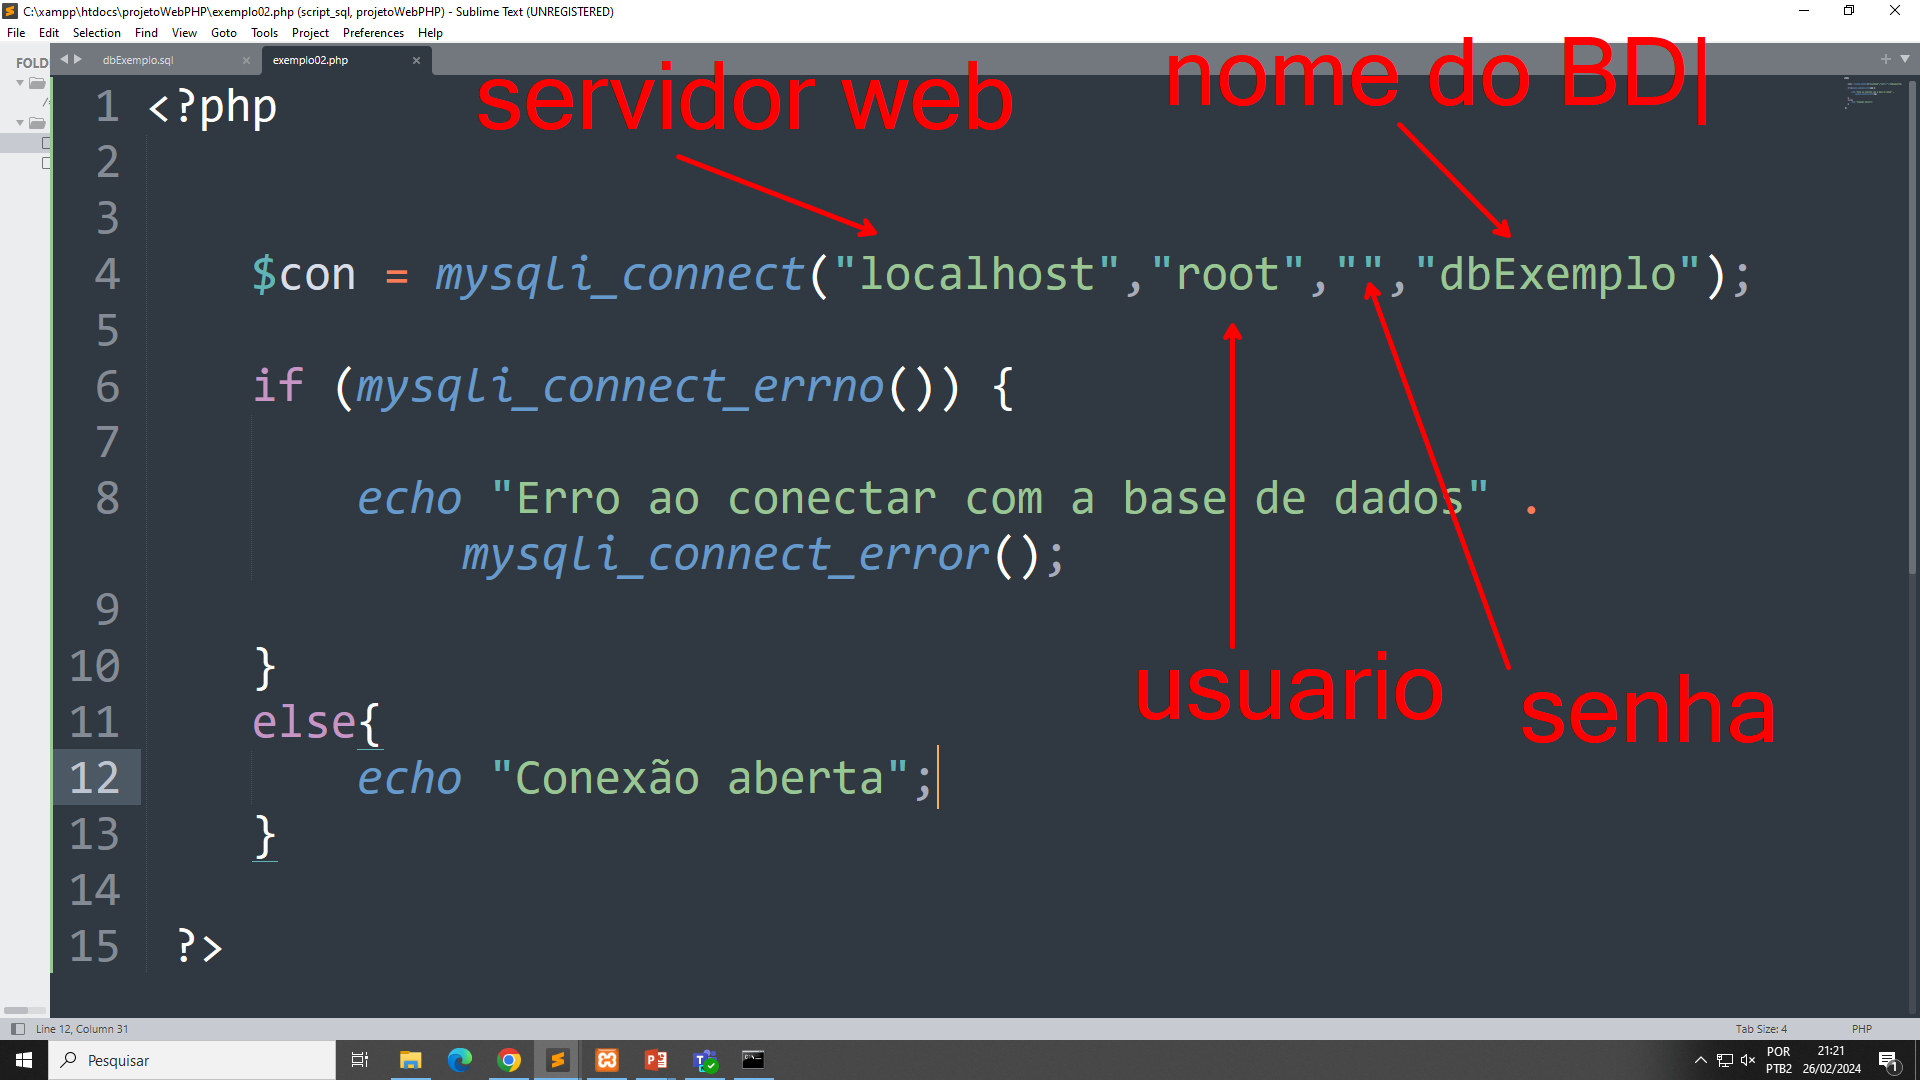 C:\xampp\htdocs\projetoWebPHP\exemplo02.php (script_sql, projetoWebPHP) - Sublime Text (UNREGISTERED)
File Edit Selection Find View Goto Tools Project Preferences Help
FOLD
dbExemplo.sql
exemplo02.php
servidor web
nome do BD|
1 <?php
2
3
4 $con = mysqli_connect("localhost","root","","dbExemplo");
5
6 if (mysqli_connect_errno()) {
7
8 echo "Erro ao conectar com a base de dados" .
mysqli_connect_error();
9
10 }
11 else{
12 echo "Conexão aberta";
13 }
14
15 ?>
usuario
senha
Line 12, Column 31
Tab Size: 4
PHP
Pesquisar
POR
PTB2
21:21
26/02/2024
1